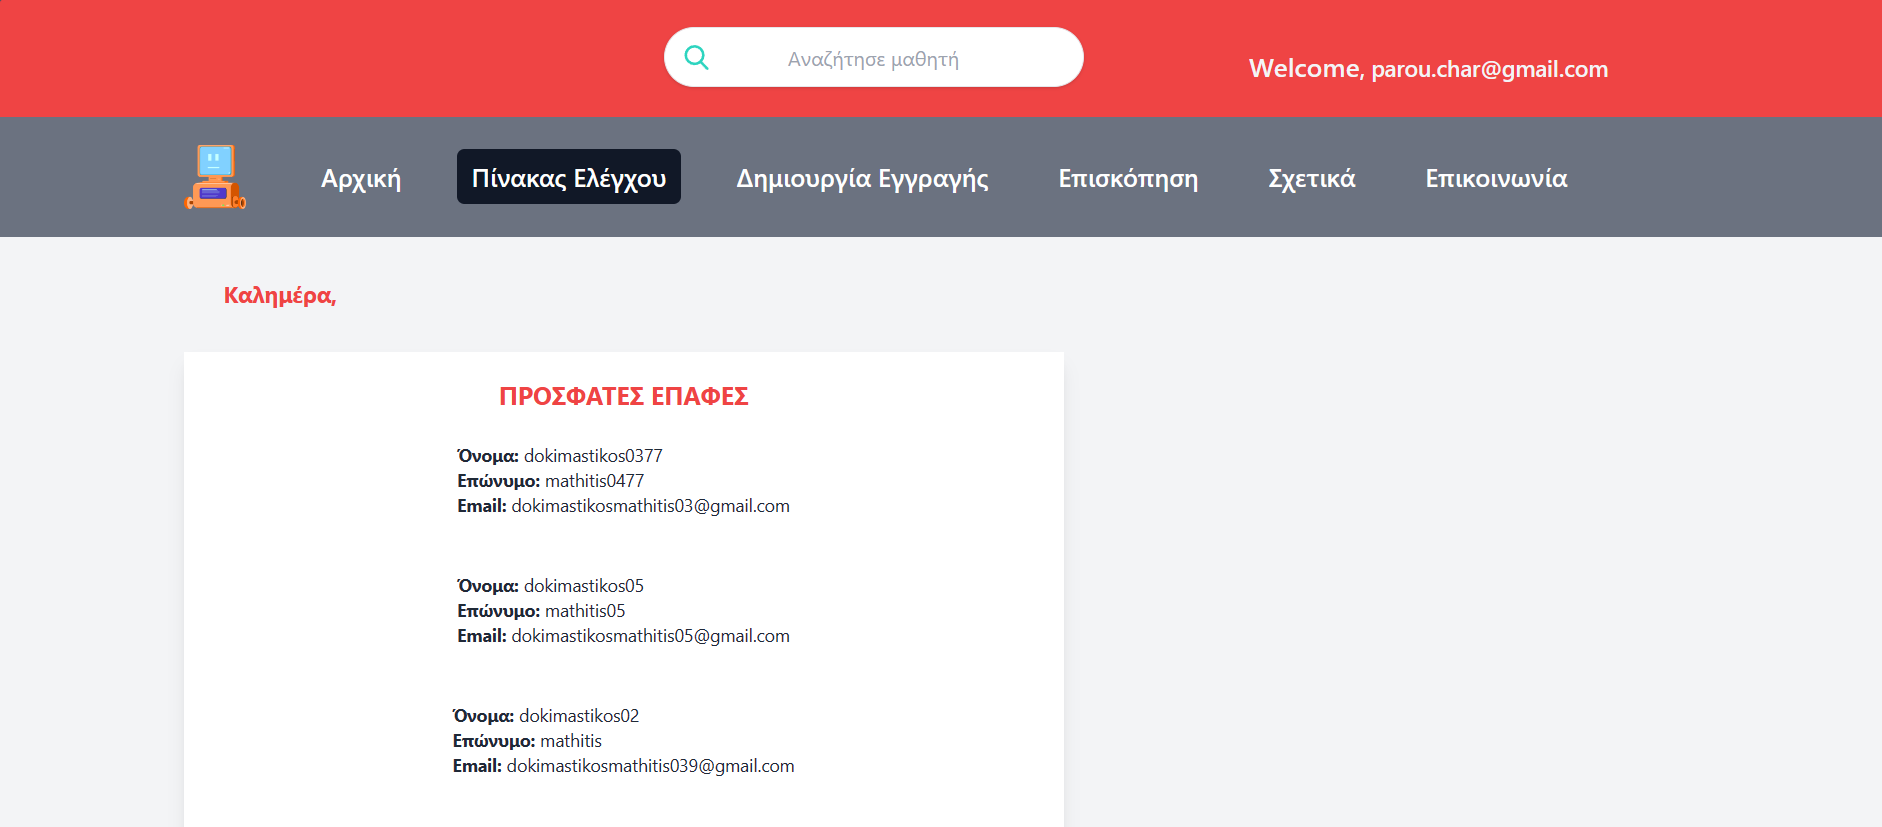 Αναζήτησε μαθητή
Welcome, parou.char@gmail.com
Αρχική Πίνακας Ελέγχου Δημιουργία Εγγραγής Επισκόπηση Σχετικά Επικοινωνία
Καλημέρα,
ΠΡΟΣΦΑΤΕΣ ΕΠΑΦΕΣ
Όνομα: dokimastikos0377
Επώνυμο: mathitis0477
Email: dokimastikosmathitis03@gmail.com
Όνομα: dokimastikos05
Επώνυμο: mathitis05
Email: dokimastikosmathitis05@gmail.com
Όνομα: dokimastikos02
Επώνυμο: mathitis
Email: dokimastikosmathitis039@gmail.com